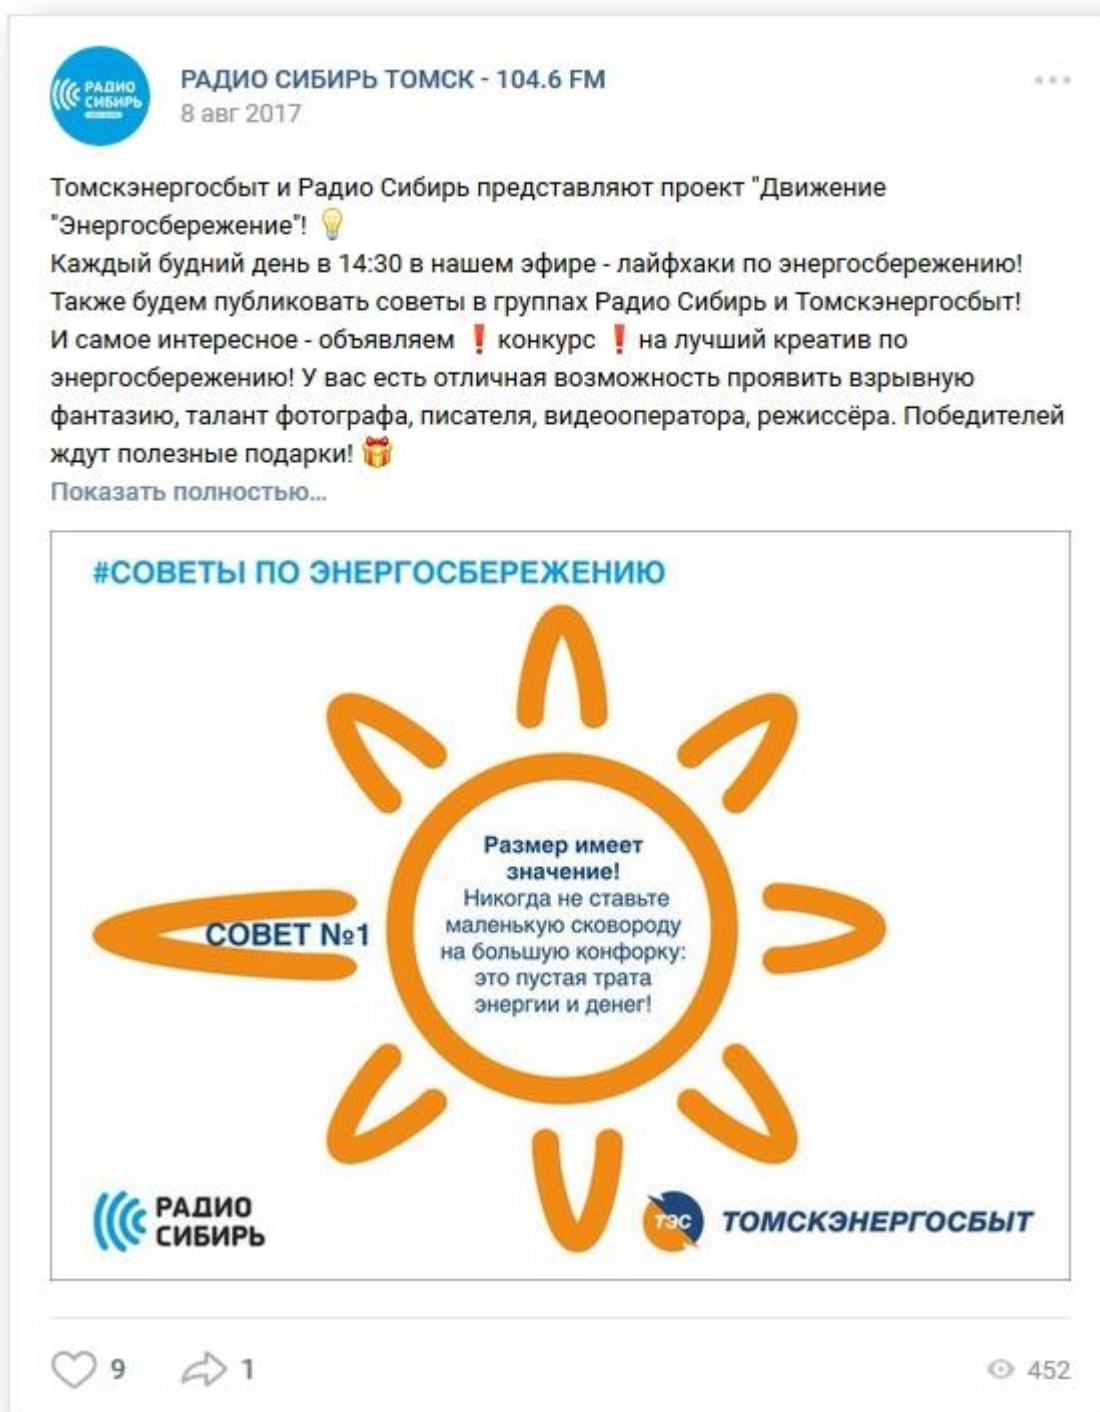 РАДИО СИБИРЬ
РАДИО СИБИРЬ ТОМСК - 104.6 FM
8 авг 2017
Томскэнергосбыт и Радио Сибирь представляют проект "Движение
"Энергосбережение"! 💡
Каждый будний день в 14:30 в нашем эфире - лайфхаки по энергосбережению!
Также будем публиковать советы в группах Радио Сибирь и Томскэнергосбыт!
И самое интересное - объявляем ❗ конкурс ❗ на лучший креатив по
энергосбережению! У вас есть отличная возможность проявить взрывную
фантазию, талант фотографа, писателя, видеооператора, режиссёра. Победителей
ждут полезные подарки! 🎁
Показать полностью...
#СОВЕТЫ ПО ЭНЕРГОСБЕРЕЖЕНИЮ
СОВЕТ №1
Размер имеет
значение!
Никогда не ставьте
маленькую сковороду
на большую конфорку:
это пустая трата
энергии и денег!
РАДИО
СИБИРЬ
ТЭС
ТОМСКЭНЕРГОСБЫТ
9
1
452